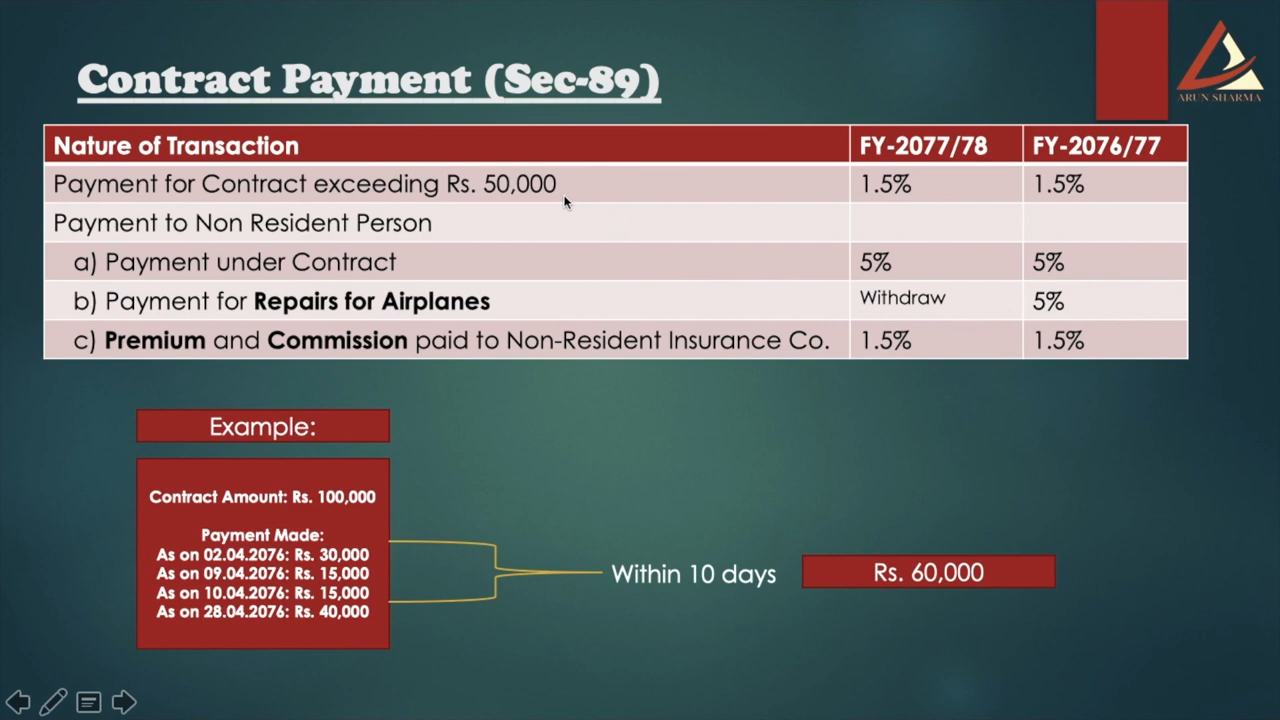 Contract Payment (Sec-89)
ARUN SHARMA
Nature of Transaction FY-2077/78 FY-2076/77
Payment for Contract exceeding Rs. 50,000 1.5% 1.5%
Payment to Non Resident Person
a) Payment under Contract 5% 5%
b) Payment for Repairs for Airplanes Withdraw 5%
c) Premium and Commission paid to Non-Resident Insurance Co. 1.5% 1.5%
Example:
Contract Amount: Rs. 100,000
Payment Made:
As on 02.04.2076: Rs. 30,000
As on 09.04.2076: Rs. 15,000
As on 10.04.2076: Rs. 15,000
As on 28.04.2076: Rs. 40,000
Within 10 days
Rs. 60,000